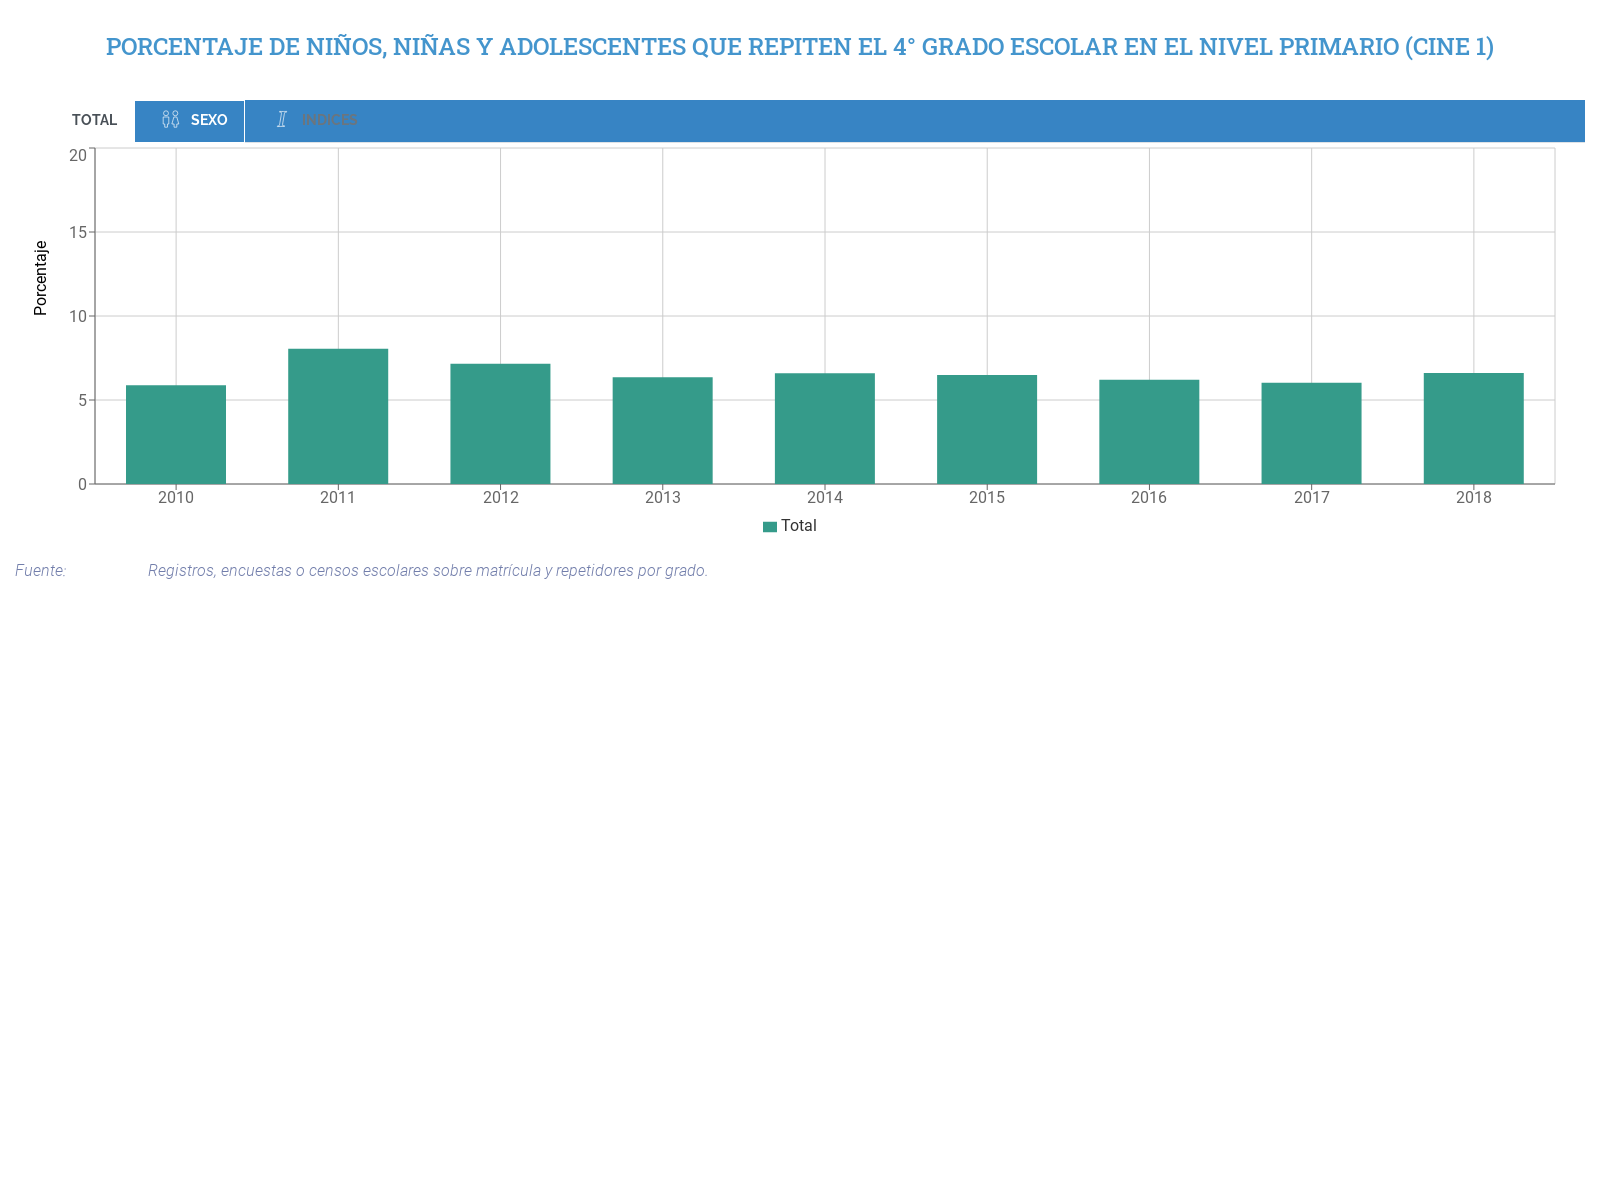 PORCENTAJE DE NIÑOS, NIÑAS Y ADOLESCENTES QUE REPITEN EL 4° GRADO ESCOLAR EN EL NIVEL PRIMARIO (CINE 1)
TOTAL SEXO INDICES
20
15
10
5
0
Porcentaje
2010 2011 2012 2013 2014 2015 2016 2017 2018
Total
Fuente: Registros, encuestas o censos escolares sobre matrícula y repetidores por grado.